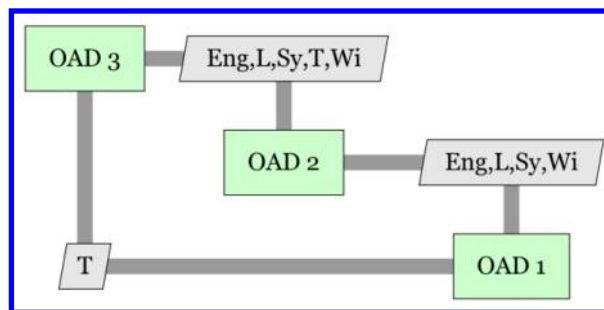 OAD 3
Eng,L,Sy,T,Wi
OAD 2
Eng,L,Sy,Wi
T
OAD 1